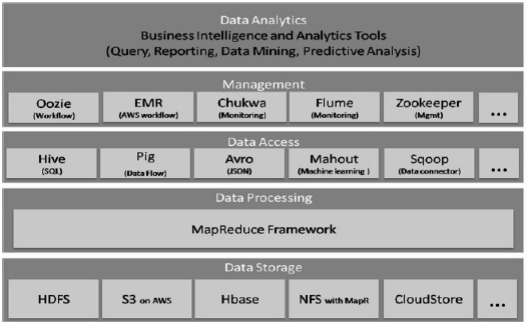 Data Analytics
Business Intelligence and Analytics Tools
(Query, Reporting, Data Mining, Predictive Analysis)
Management
Oozie EMR Chukwa Flume Zookeeper ...
(Workflow) (AWS workflow) (Monitoring) (Monitoring) (Mgmt)
Data Access
Hive Pig Avro Mahout Sqoop ...
(SQL) (Data Flow) (JSON) (Machine learning ) (Data connector)
Data Processing
MapReduce Framework
Data Storage
HDFS S3 on AWS Hbase NFS with MapR CloudStore ...